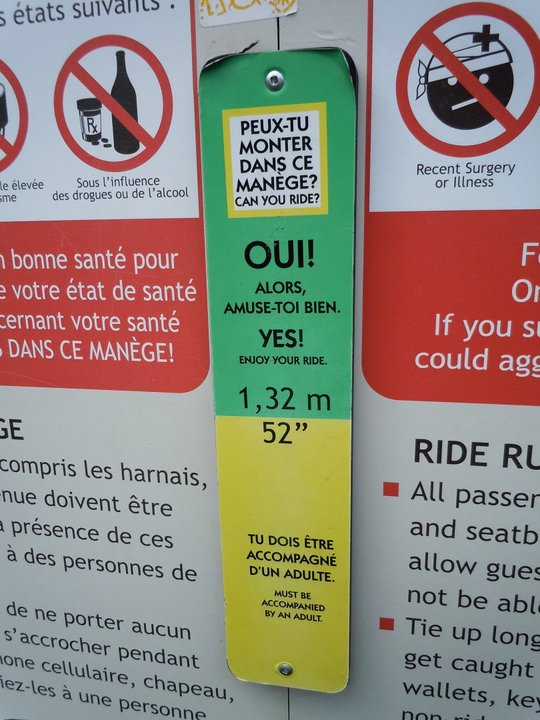 s états suivants :
le élevée
sme
Sous l'influence
des drogues ou de l'alcool
Rx
n bonne santé pour
e votre état de santé
cernant votre santé
S DANS CE MANÈGE!
GE
compris les harnais,
enue doivent être
a présence de ces
à des personnes de
de ne porter aucun
s'accrocher pendant
one cellulaire, chapeau,
fiez-les à une personne
PEUX-TU
MONTER
DANS CE
MANÈGE?
CAN YOU RIDE?
OUI!
ALORS,
AMUSE-TOI BIEN.
YES!
ENJOY YOUR RIDE.
1,32 m
52”
TU DOIS ÊTRE
ACCOMPAGNÉ
D'UN ADULTE.
MUST BE
ACCOMPANIED
BY AN ADULT.
Recent Surgery
or Illness
F
Or
If you su
could agg
RIDE RU
All passen
and seatb
allow gues
not be abl
Tie up long
get caught
wallets, key